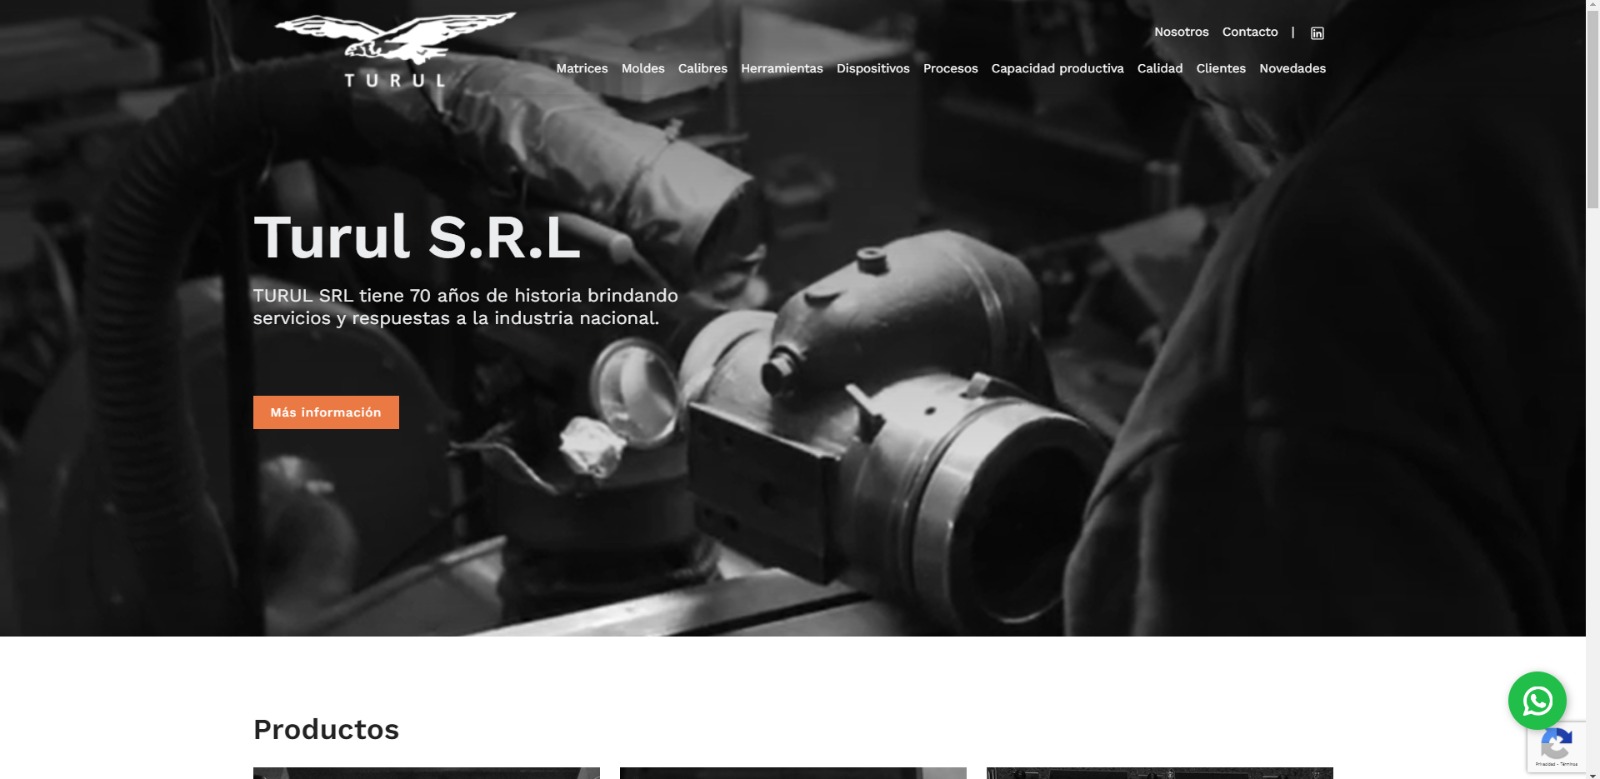 TURUL
Nosotros Contacto |
Matrices Moldes Calibres Herramientas Dispositivos Procesos Capacidad productiva Calidad Clientes Novedades
Turul S.R.L
TURUL SRL tiene 70 años de historia brindando
servicios y respuestas a la industria nacional.
Más información
Productos
Privacidad - Términos